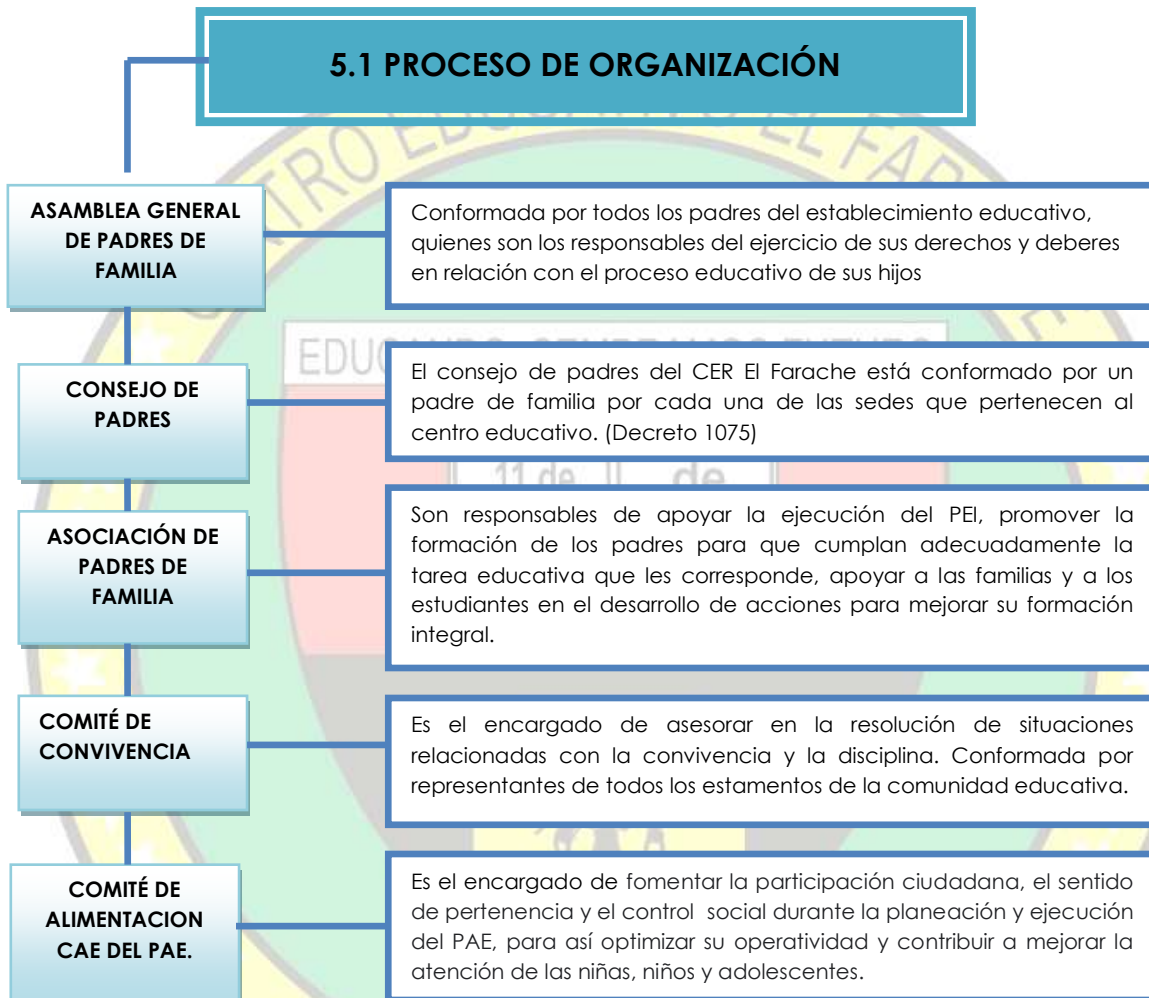 5.1 PROCESO DE ORGANIZACIÓN
ASAMBLEA GENERAL
DE PADRES DE
FAMILIA
Conformada por todos los padres del establecimiento educativo,
quienes son los responsables del ejercicio de sus derechos y deberes
en relación con el proceso educativo de sus hijos
CONSEJO DE
PADRES
El consejo de padres del CER El Farache está conformado por un
padre de familia por cada una de las sedes que pertenecen al
centro educativo. (Decreto 1075)
ASOCIACIÓN DE
PADRES DE
FAMILIA
Son responsables de apoyar la ejecución del PEI, promover la
formación de los padres para que cumplan adecuadamente la
tarea educativa que les corresponde, apoyar a las familias y a los
estudiantes en el desarrollo de acciones para mejorar su formación
integral.
COMITÉ DE
CONVIVENCIA
Es el encargado de asesorar en la resolución de situaciones
relacionadas con la convivencia y la disciplina. Conformada por
representantes de todos los estamentos de la comunidad educativa.
COMITÉ DE
ALIMENTACION
CAE DEL PAE.
Es el encargado de fomentar la participación ciudadana, el sentido
de pertenencia y el control social durante la planeación y ejecución
del PAE, para así optimizar su operatividad y contribuir a mejorar la
atención de las niñas, niños y adolescentes.